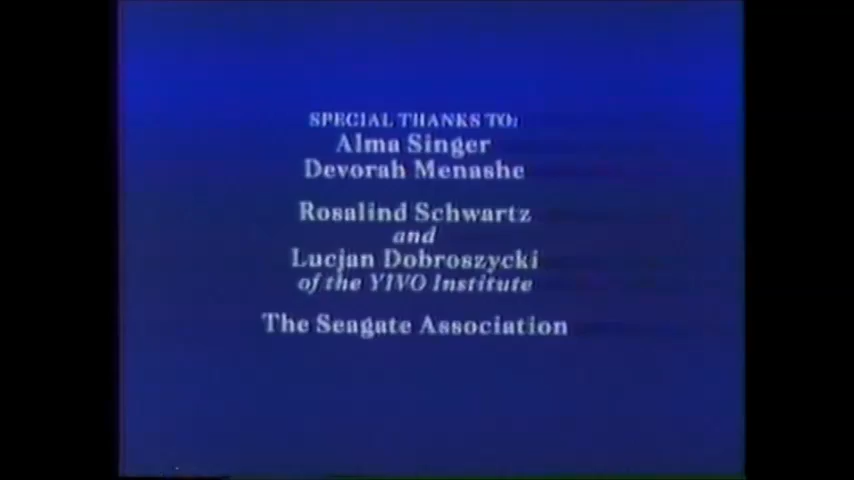 SPECIAL THANKS TO:
Alma Singer
Devorah Menashe
Rosalind Schwartz
and
Lucjan Dobroszycki
of the YIVO Institute
The Seagate Association